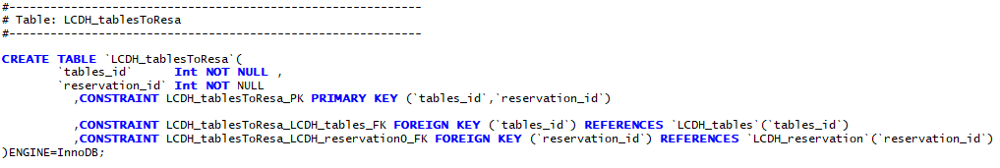 #------------------------------------------------------------
# Table: LCDH_tablesToResa
#------------------------------------------------------------
CREATE TABLE `LCDH_tablesToResa`(
        `tables_id`      Int NOT NULL ,
        `reservation_id` Int NOT NULL
	,CONSTRAINT LCDH_tablesToResa_PK PRIMARY KEY (`tables_id`,`reservation_id`)
	,CONSTRAINT LCDH_tablesToResa_LCDH_tables_FK FOREIGN KEY (`tables_id`) REFERENCES `LCDH_tables`(`tables_id`)
	,CONSTRAINT LCDH_tablesToResa_LCDH_reservation0_FK FOREIGN KEY (`reservation_id`) REFERENCES `LCDH_reservation`(`reservation_id`)
)ENGINE=InnoDB;